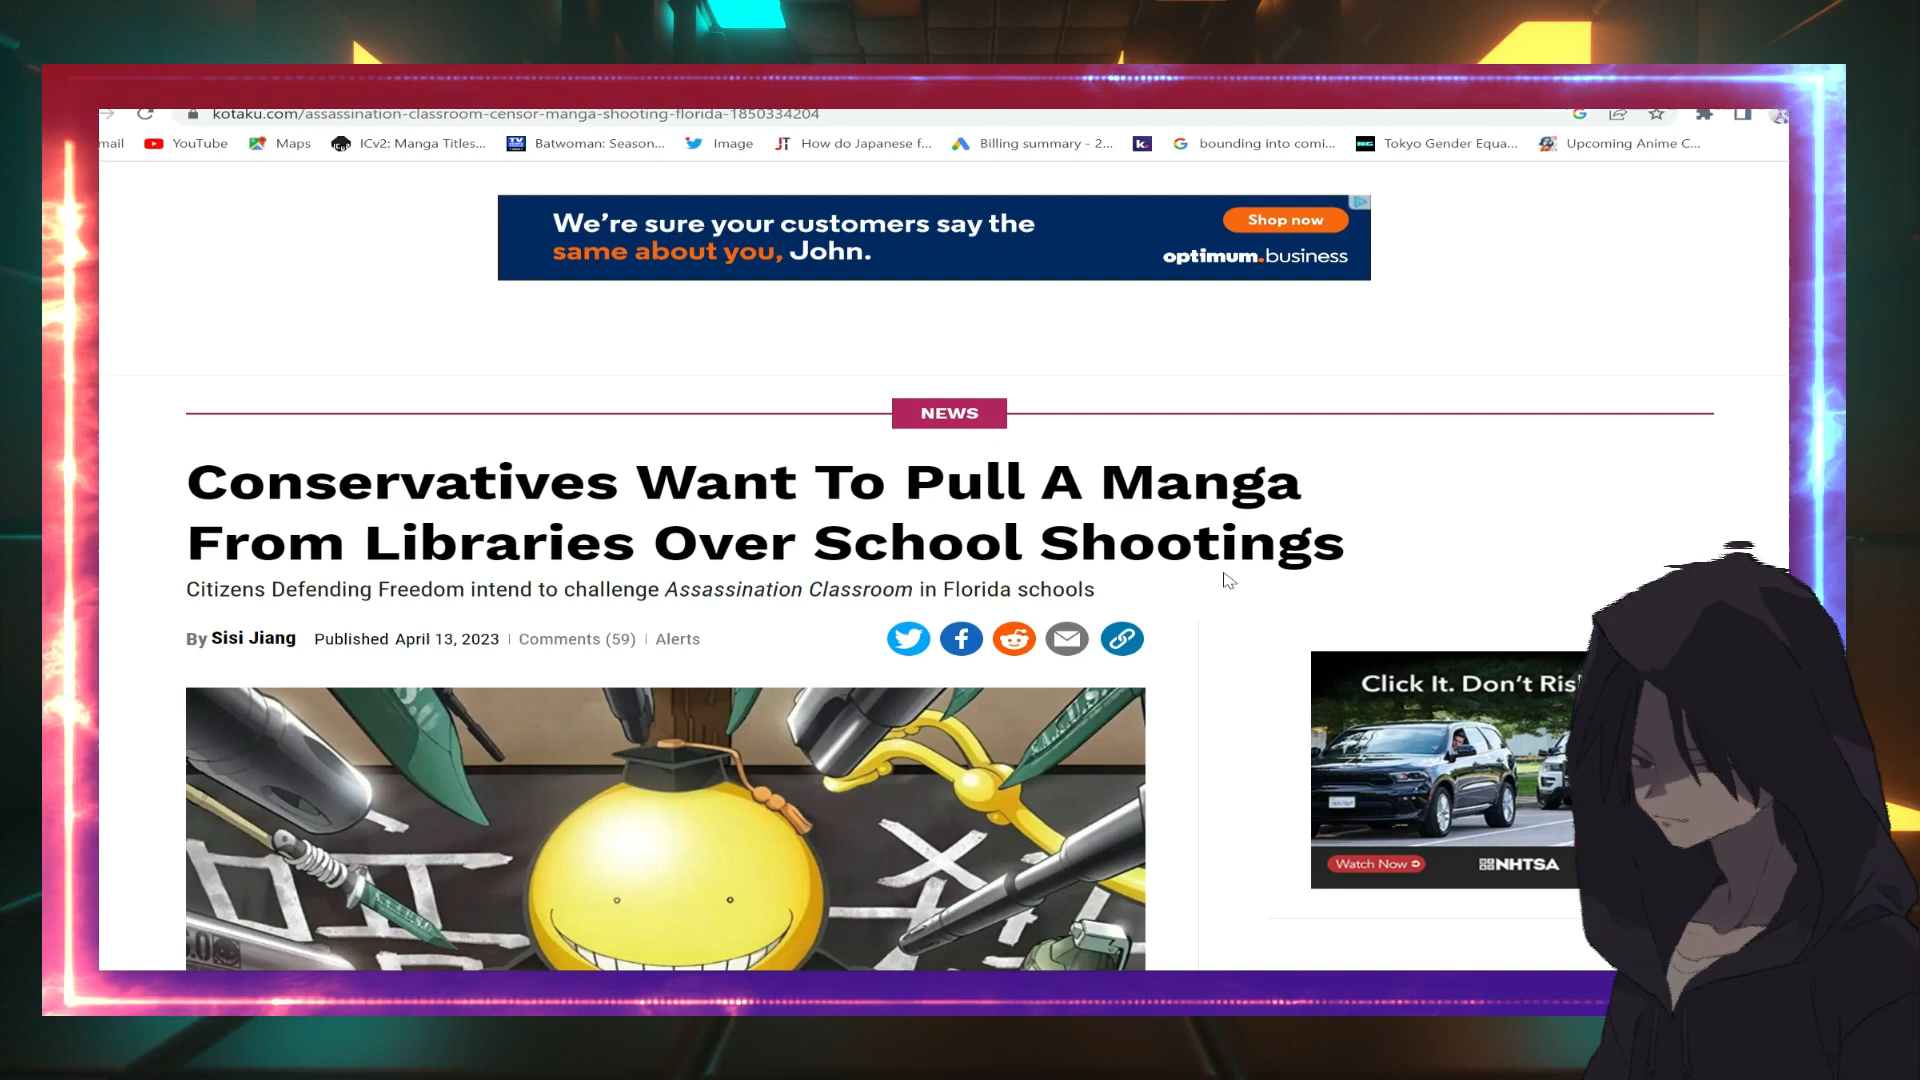 kotaku.com/assassination-classroom-censor-manga-shooting-florida-1850334204
mail YouTube Maps ICv2: Manga Titles... Batwoman: Season... Image How do Japanese f... Billing summary - 2... k. bounding into comi... Tokyo Gender Equa... Upcoming Anime C...
We're sure your customers say the
same about you, John.
Shop now
optimum.business
NEWS
Conservatives Want To Pull A Manga
From Libraries Over School Shootings
Citizens Defending Freedom intend to challenge Assassination Classroom in Florida schools
By Sisi Jiang Published April 13, 2023 | Comments (59) | Alerts
Click It. Don't Ris
Watch Now NHTSA